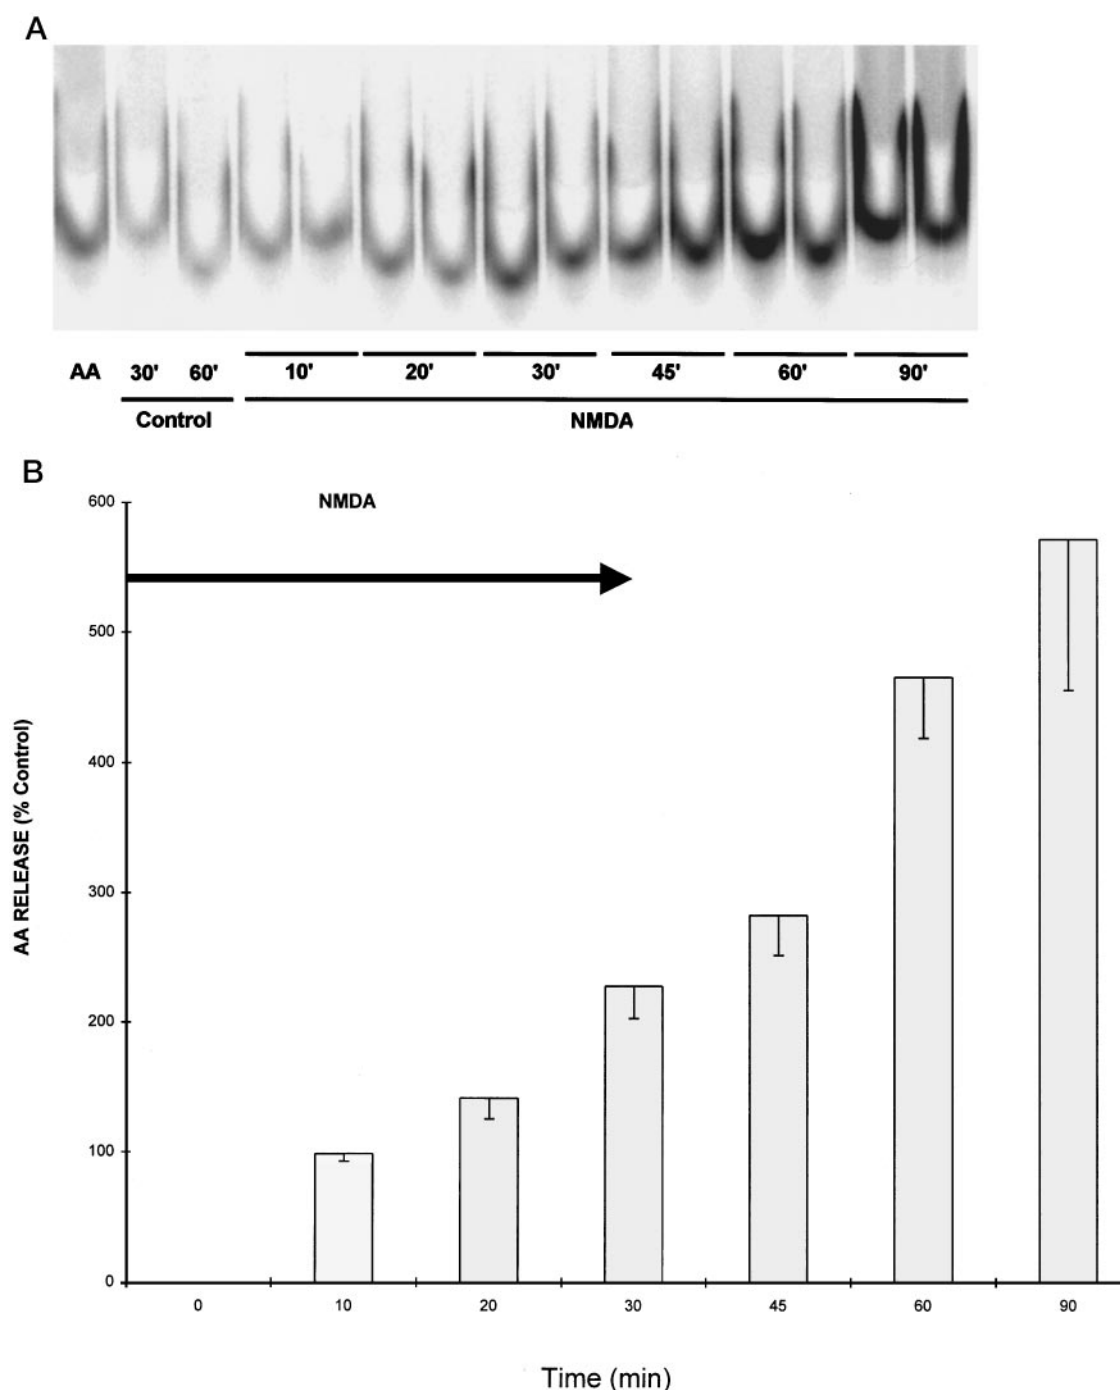 A
AA 30' 60' 10' 20' 30' 45' 60' 90'
Control NMDA
B
NMDA
600
500
400
300
200
100
0
AA RELEASE (% Control)
0 10 20 30 45 60 90
Time (min)